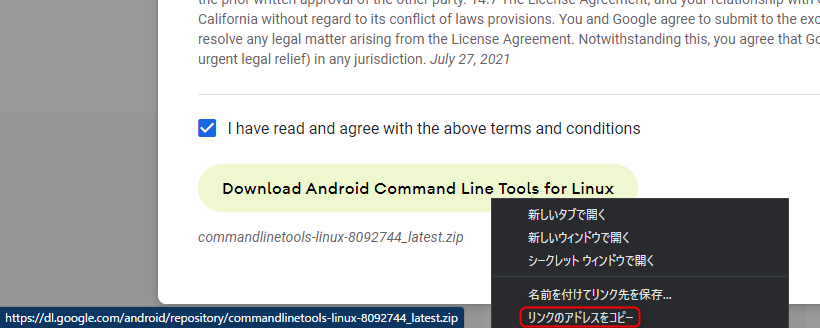 the prior written approval of the other party. 14.7 The License Agreement, and your relationship with
California without regard to its conflict of laws provisions. You and Google agree to submit to the exc
resolve any legal matter arising from the License Agreement. Notwithstanding this, you agree that Go
urgent legal relief) in any jurisdiction. July 27, 2021
I have read and agree with the above terms and conditions
Download Android Command Line Tools for Linux
commandlinetools-linux-8092744_latest.zip
新しいタブで開く
新しいウィンドウで開く
シークレット ウィンドウで開く
名前を付けてリンク先を保存...
リンクのアドレスをコピー
https://dl.google.com/android/repository/commandlinetools-linux-8092744_latest.zip